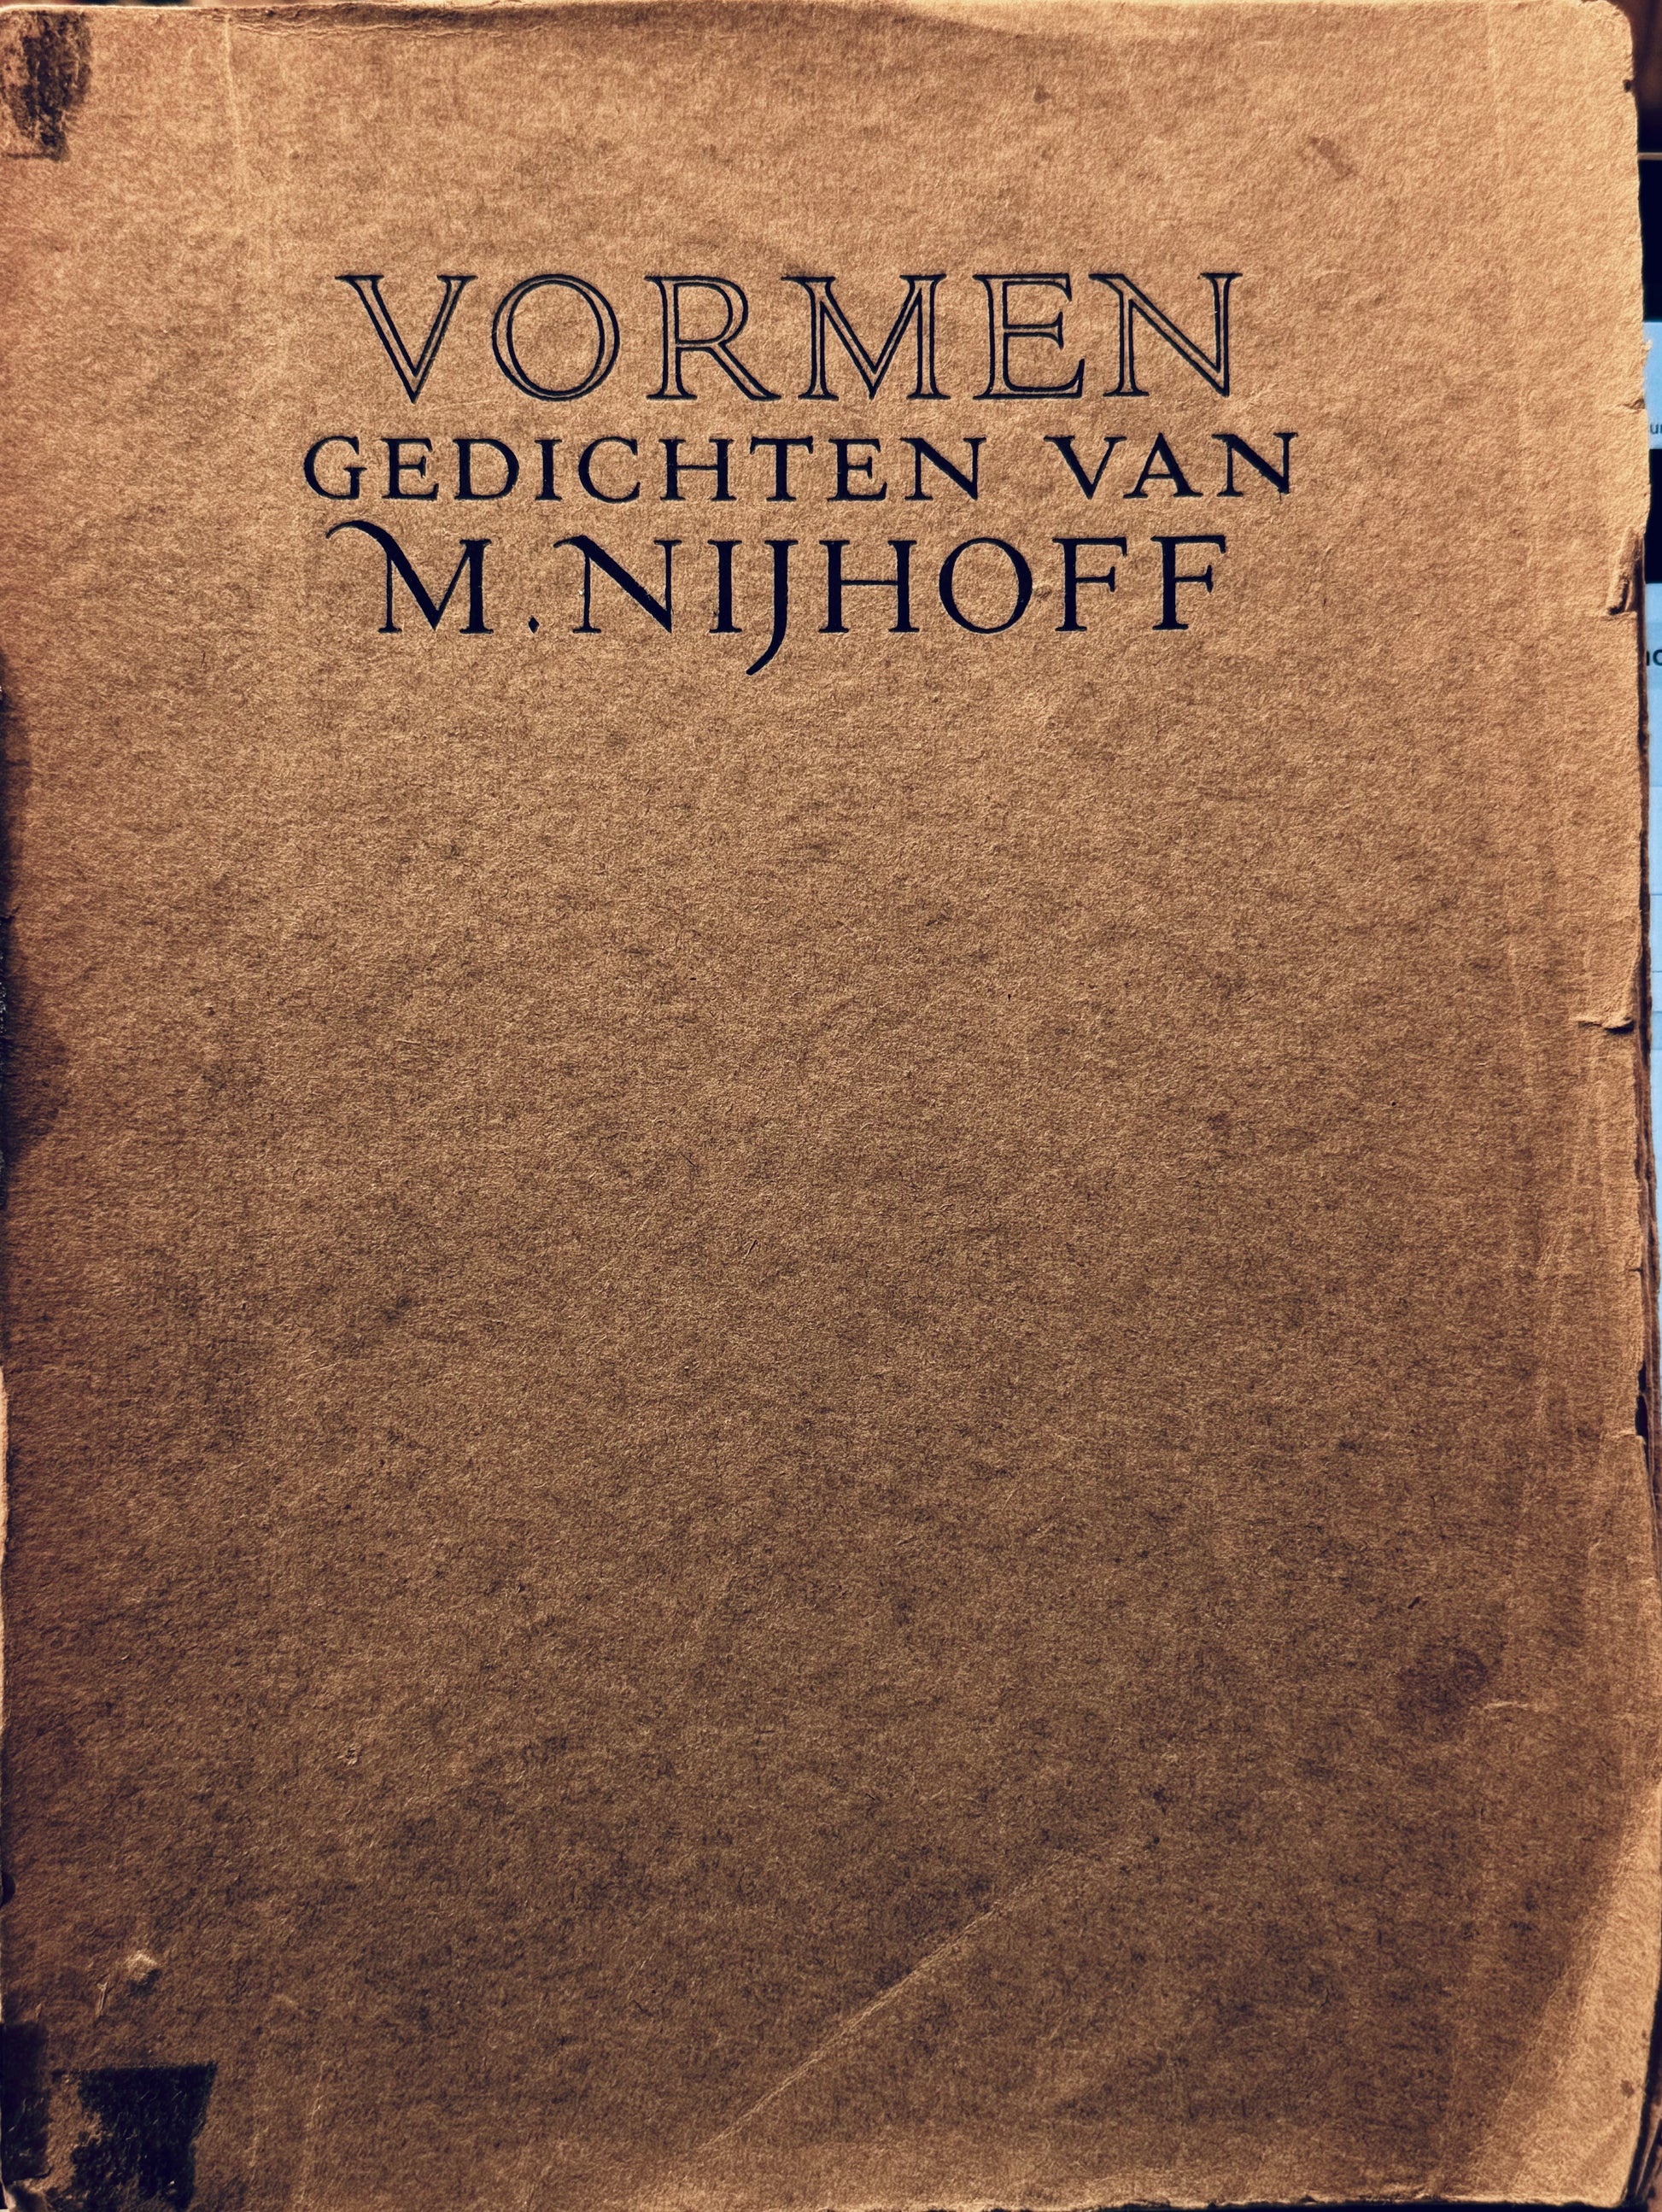 VORMEN
GEDICHTEN VAN
M. NIJHOFF